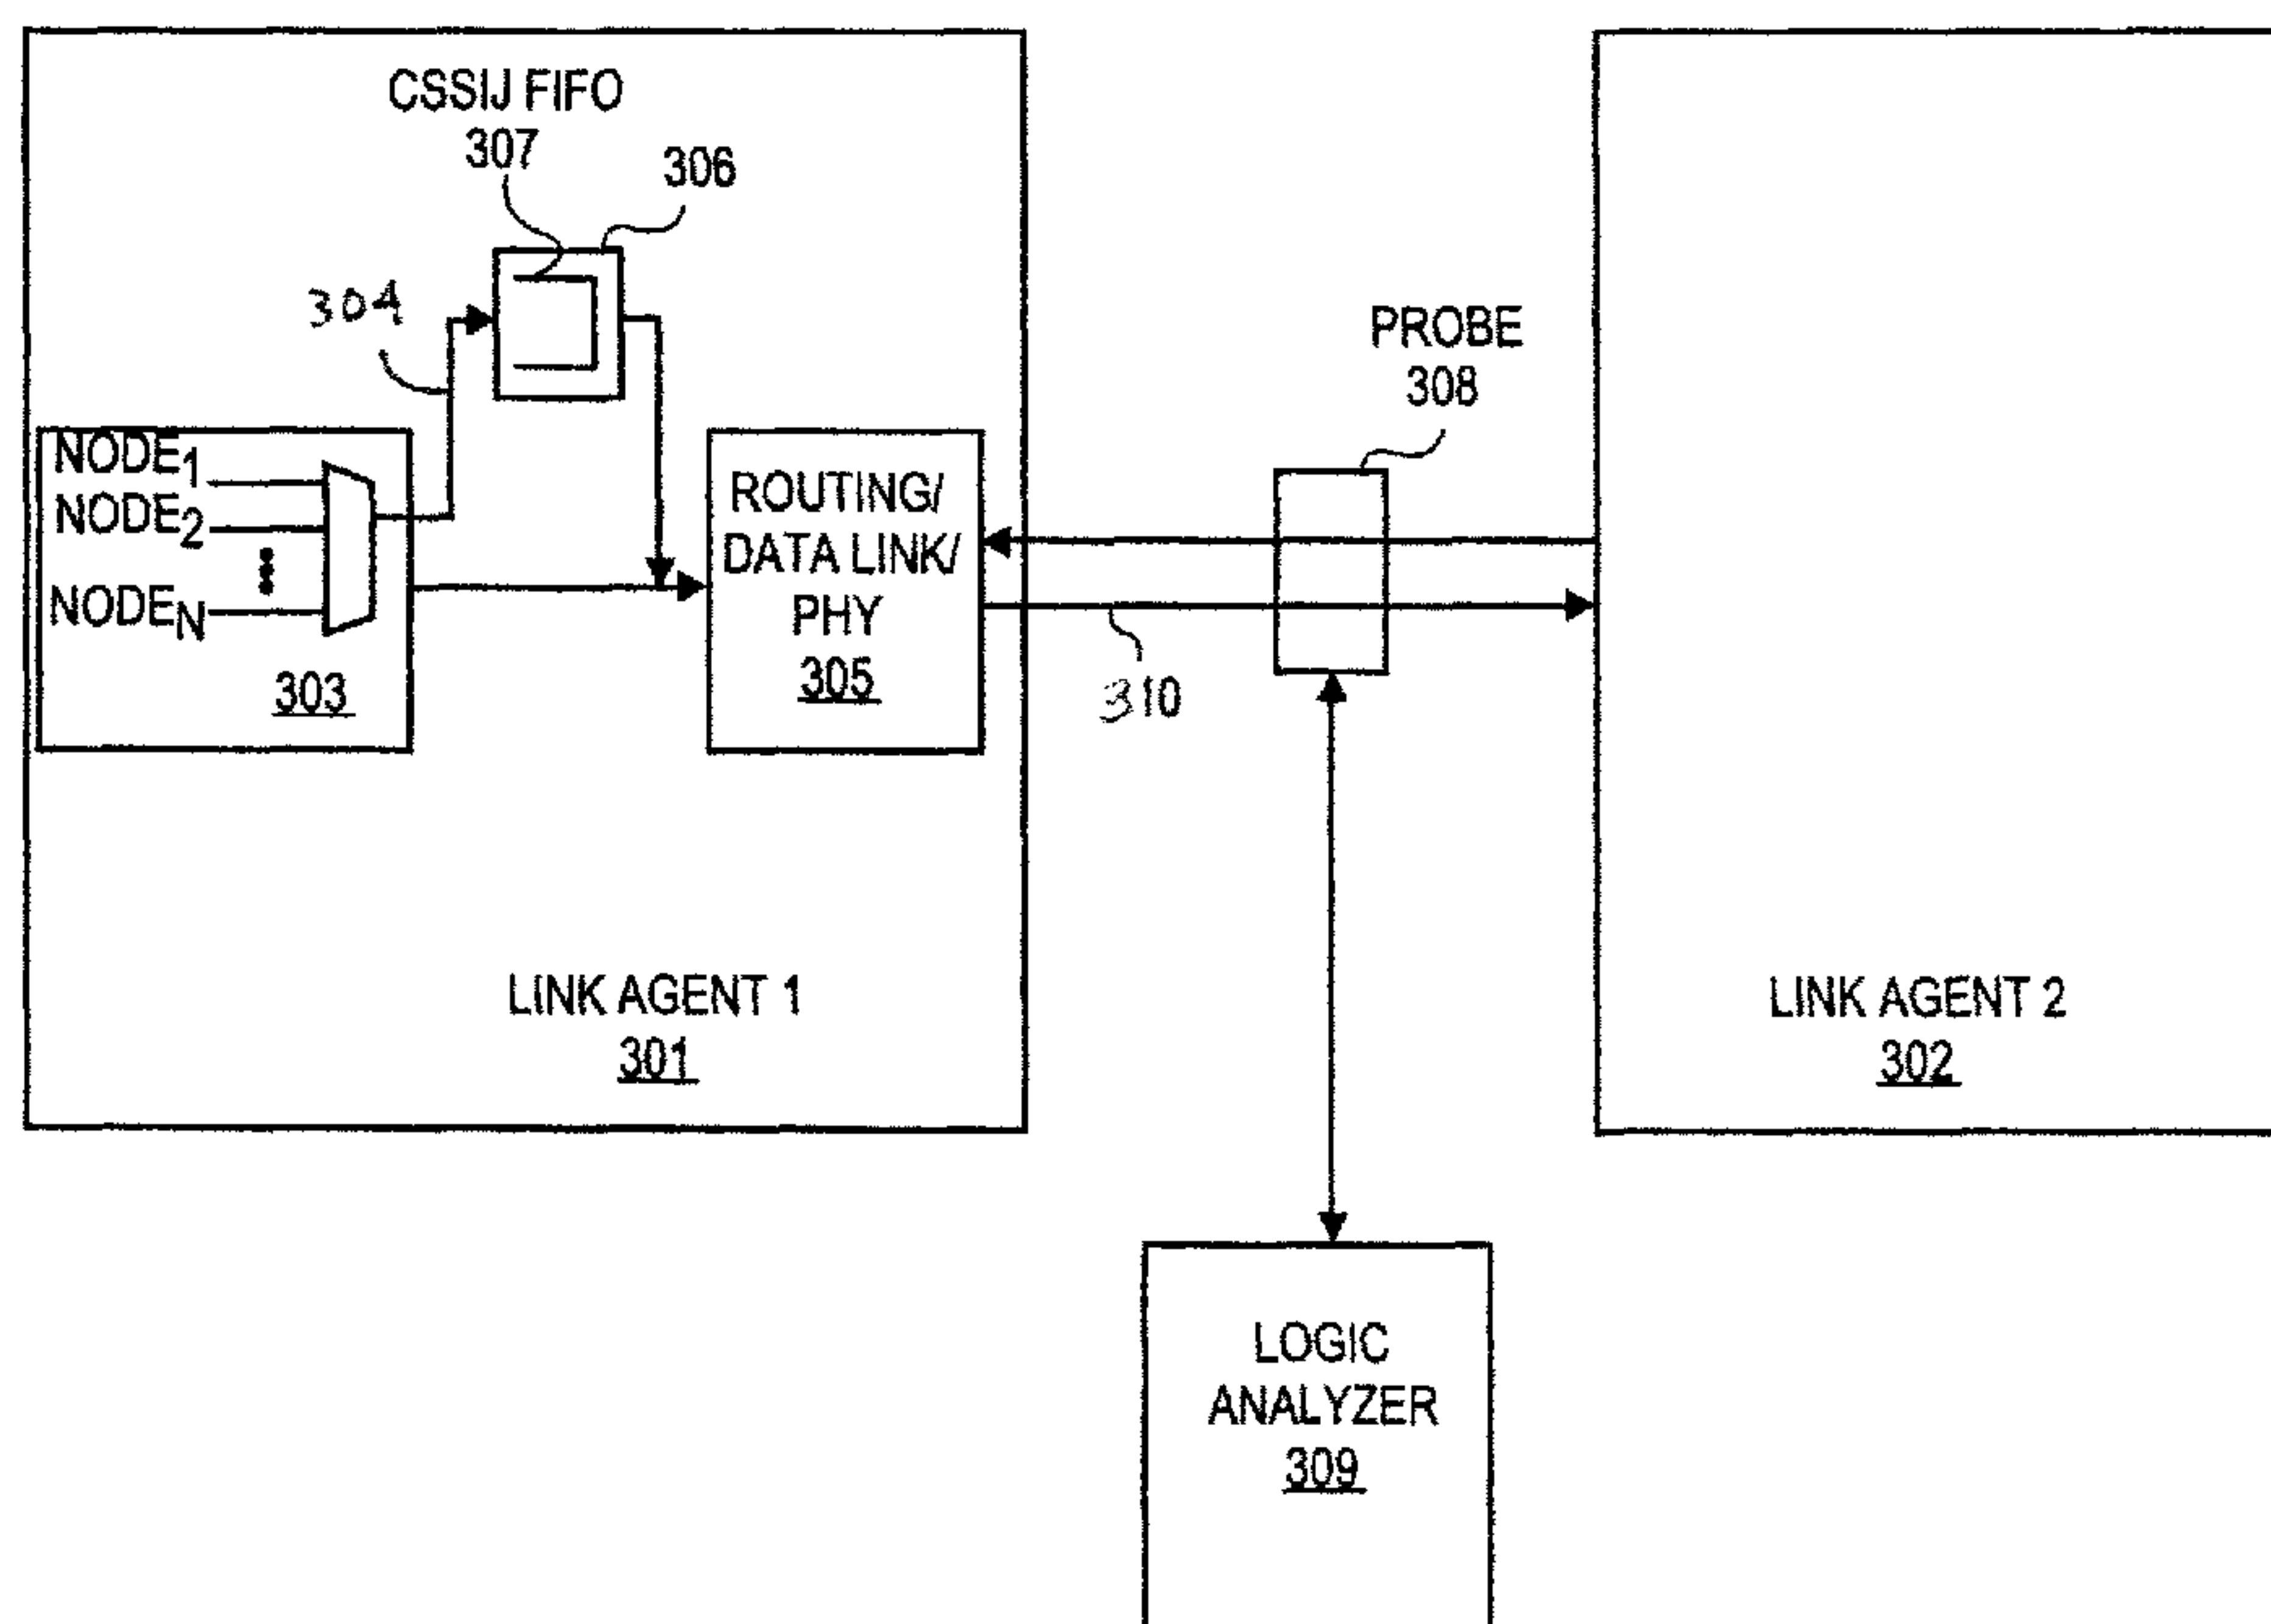 CSSIJ FIFO
307
306
304
NODE1
NODE2
NODEN
303
ROUTING/
DATA LINK/
PHY
305
LINK AGENT 1
301
PROBE
308
310
LINK AGENT 2
302
LOGIC
ANALYZER
309